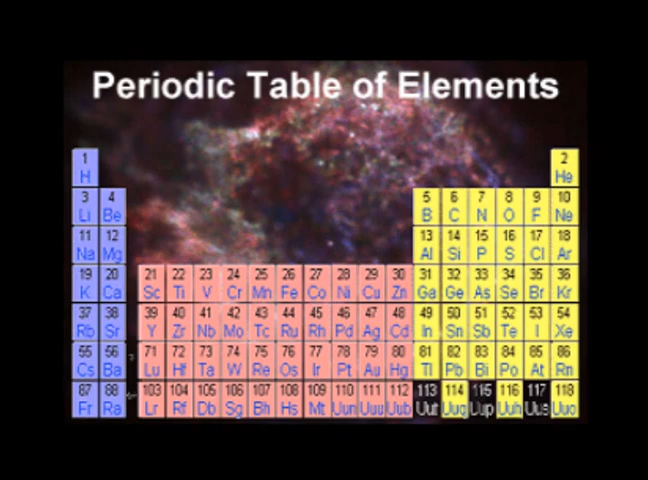 Periodic Table of Elements
1 2
H He
3 4 5 6 7 8 9 10
Li Be B C N O F Ne
11 12 13 14 15 16 17 18
Na Mg Al Si P S Cl Ar
19 20 21 22 23 24 25 26 27 28 29 30 31 32 33 34 35 36
K Ca Sc Ti V Cr Mn Fe Co Ni Cu Zn Ga Ge As Se Br Kr
37 38 39 40 41 42 43 44 45 46 47 48 49 50 51 52 53 54
Rb Sr Y Zr Nb Mo Tc Ru Rh Pd Ag Cd In Sn Sb Te I Xe
55 56 71 72 73 74 75 76 77 78 79 80 81 82 83 84 85 86
Cs Ba Lu Hf Ta W Re Os Ir Pt Au Hg Tl Pb Bi Po At Rn
87 88 103 104 105 106 107 108 109 110 111 112 113 114 115 116 117 118
Fr Ra Lr Rf Db Sg Bh Hs Mt Uun Uuu Uub Uut Uuq Uup Uuh Uus Uuo